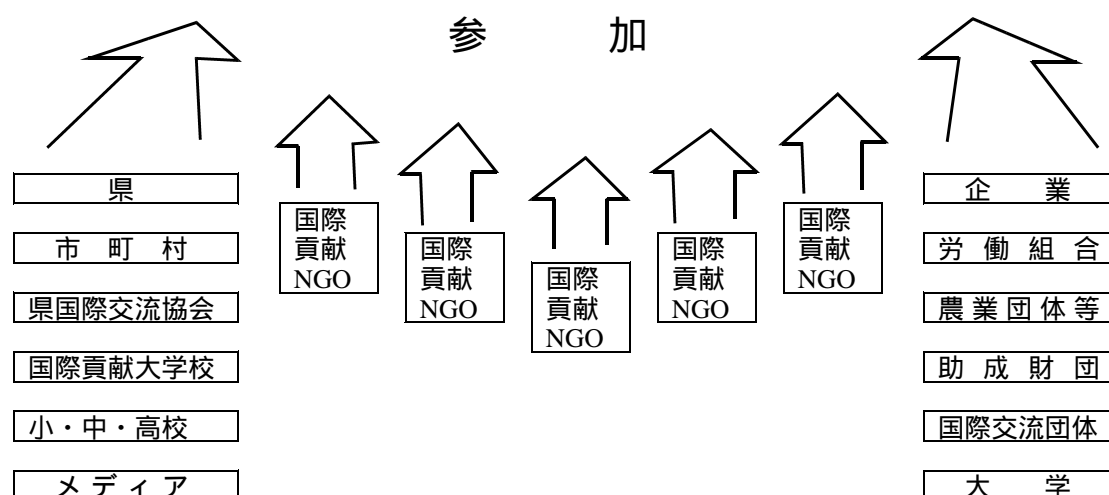 参　加
県
市町村
県国際交流協会
国際貢献大学校
小・中・高校
メディア
国際
貢献
NGO
国際
貢献
NGO
国際
貢献
NGO
国際
貢献
NGO
国際
貢献
NGO
企　業
労働組合
農業団体等
助成財団
国際交流団体
大　学